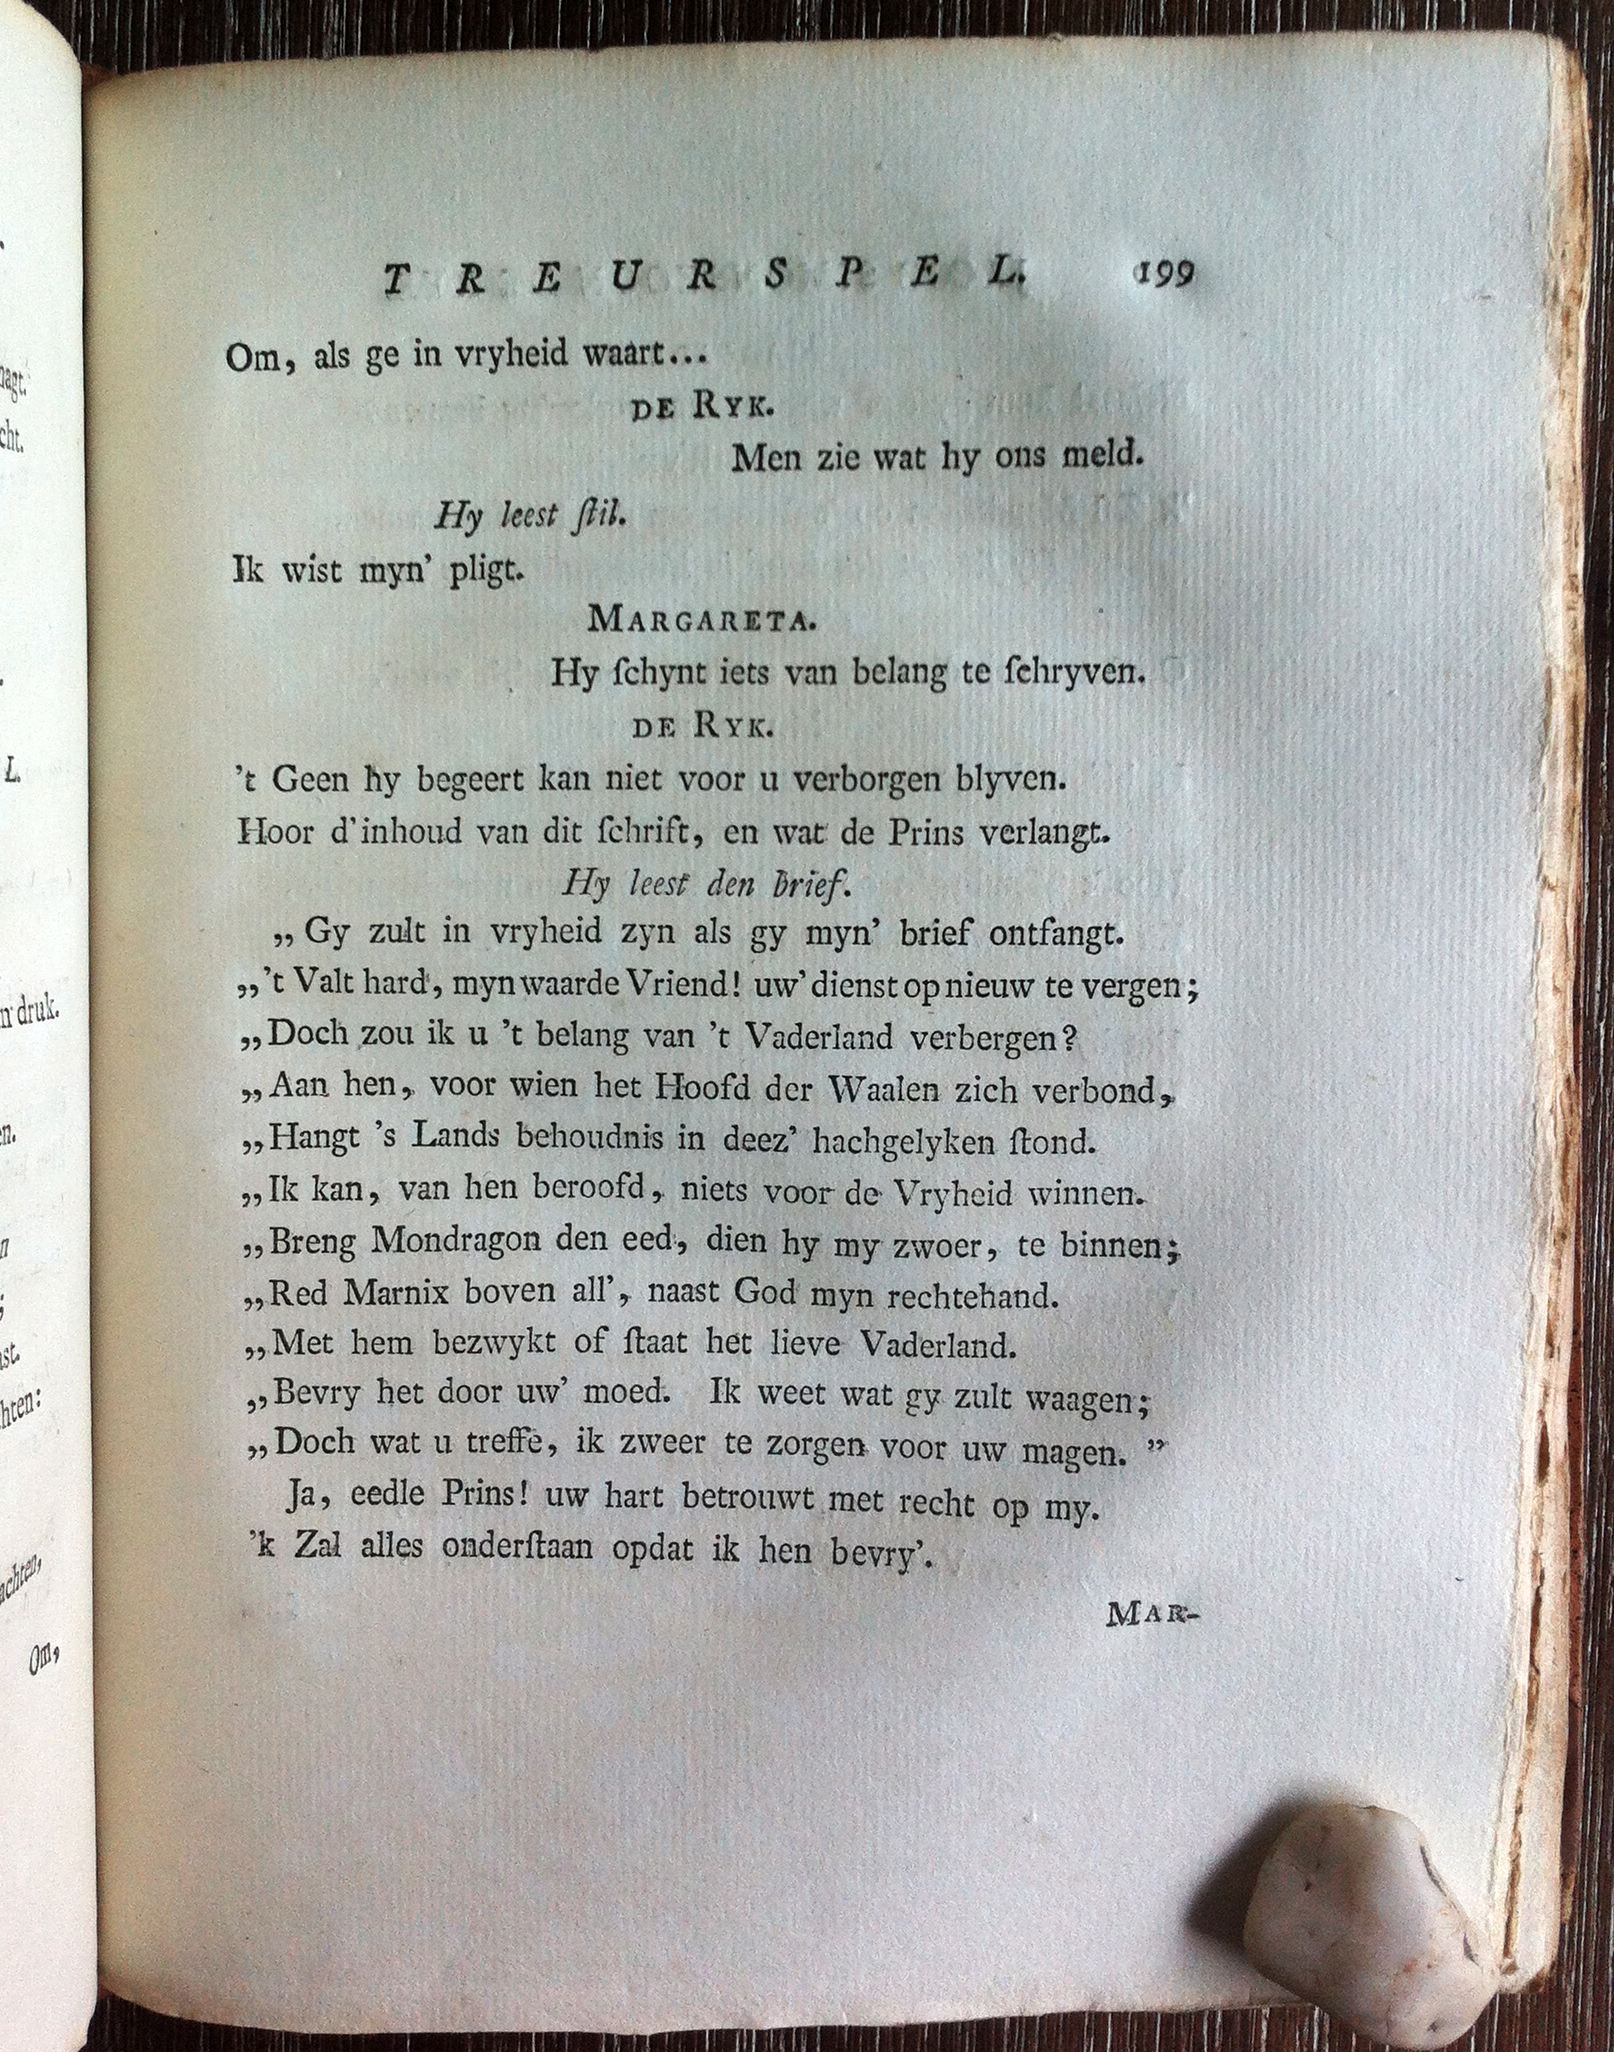 TREURSPEL. 199
Om, als ge in vryheid waart...
DE RYK.
Men zie wat hy ons meld.
Hy leest ſtil.
Ik wist myn’ pligt.
MARGARETA.
Hy ſchynt iets van belang te ſchryven.
DE RYK.
’t Geen hy begeert kan niet voor u verborgen blyven.
Hoor d’inhoud van dit ſchrift, en wat de Prins verlangt.
Hy leest den brief.
„Gy zult in vryheid zyn als gy myn’ brief ontfangt.
„’t Valt hard, myn waarde Vriend! uw’ dienst op nieuw te vergen;
„Doch zou ik u ’t belang van ’t Vaderland verbergen?
„Aan hen, voor wien het Hoofd der Waalen zich verbond,
„Hangt ’s Lands behoudnis in deez’ hachgelyken ſtond.
„Ik kan, van hen beroofd, niets voor de Vryheid winnen.
„Breng Mondragon den eed, dien hy my zwoer, te binnen;
„Red Marnix boven all’, naast God myn rechtehand.
„Met hem bezwykt of ſtaat het lieve Vaderland.
„Bevry het door uw’ moed. Ik weet wat gy zult waagen;
„Doch wat u treffe, ik zweer te zorgen voor uw magen.”
Ja, eedle Prins! uw hart betrouwt met recht op my.
’k Zal alles onderſtaan opdat ik hen bevry’.
MAR-
cht.
L.
druk.
Om,